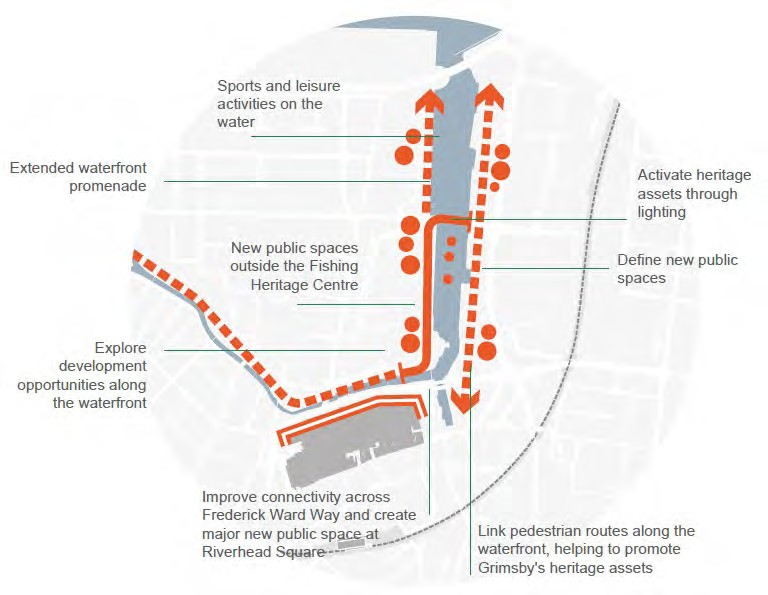 Sports and leisure
activities on the
water
Extended waterfront
promenade
Activate heritage
assets through
lighting
New public spaces
outside the Fishing
Heritage Centre
Define new public
spaces
Explore
development
opportunities along
the waterfront
Improve connectivity across
Frederick Ward Way and create
major new public space at
Riverhead Square
Link pedestrian routes along the
waterfront, helping to promote
Grimsby's heritage assets